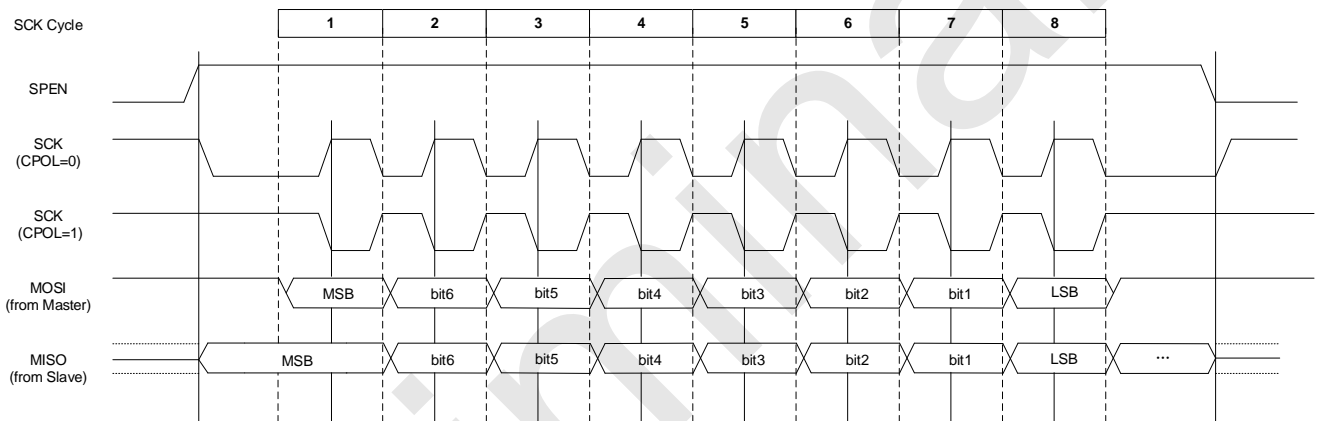 SCK Cycle 1 2 3 4 5 6 7 8
SPEN
SCK
(CPOL=0)
SCK
(CPOL=1)
MOSI
(from Master)
MSB bit6 bit5 bit4 bit3 bit2 bit1 LSB
MISO
(from Slave)
MSB bit6 bit5 bit4 bit3 bit2 bit1 LSB ...